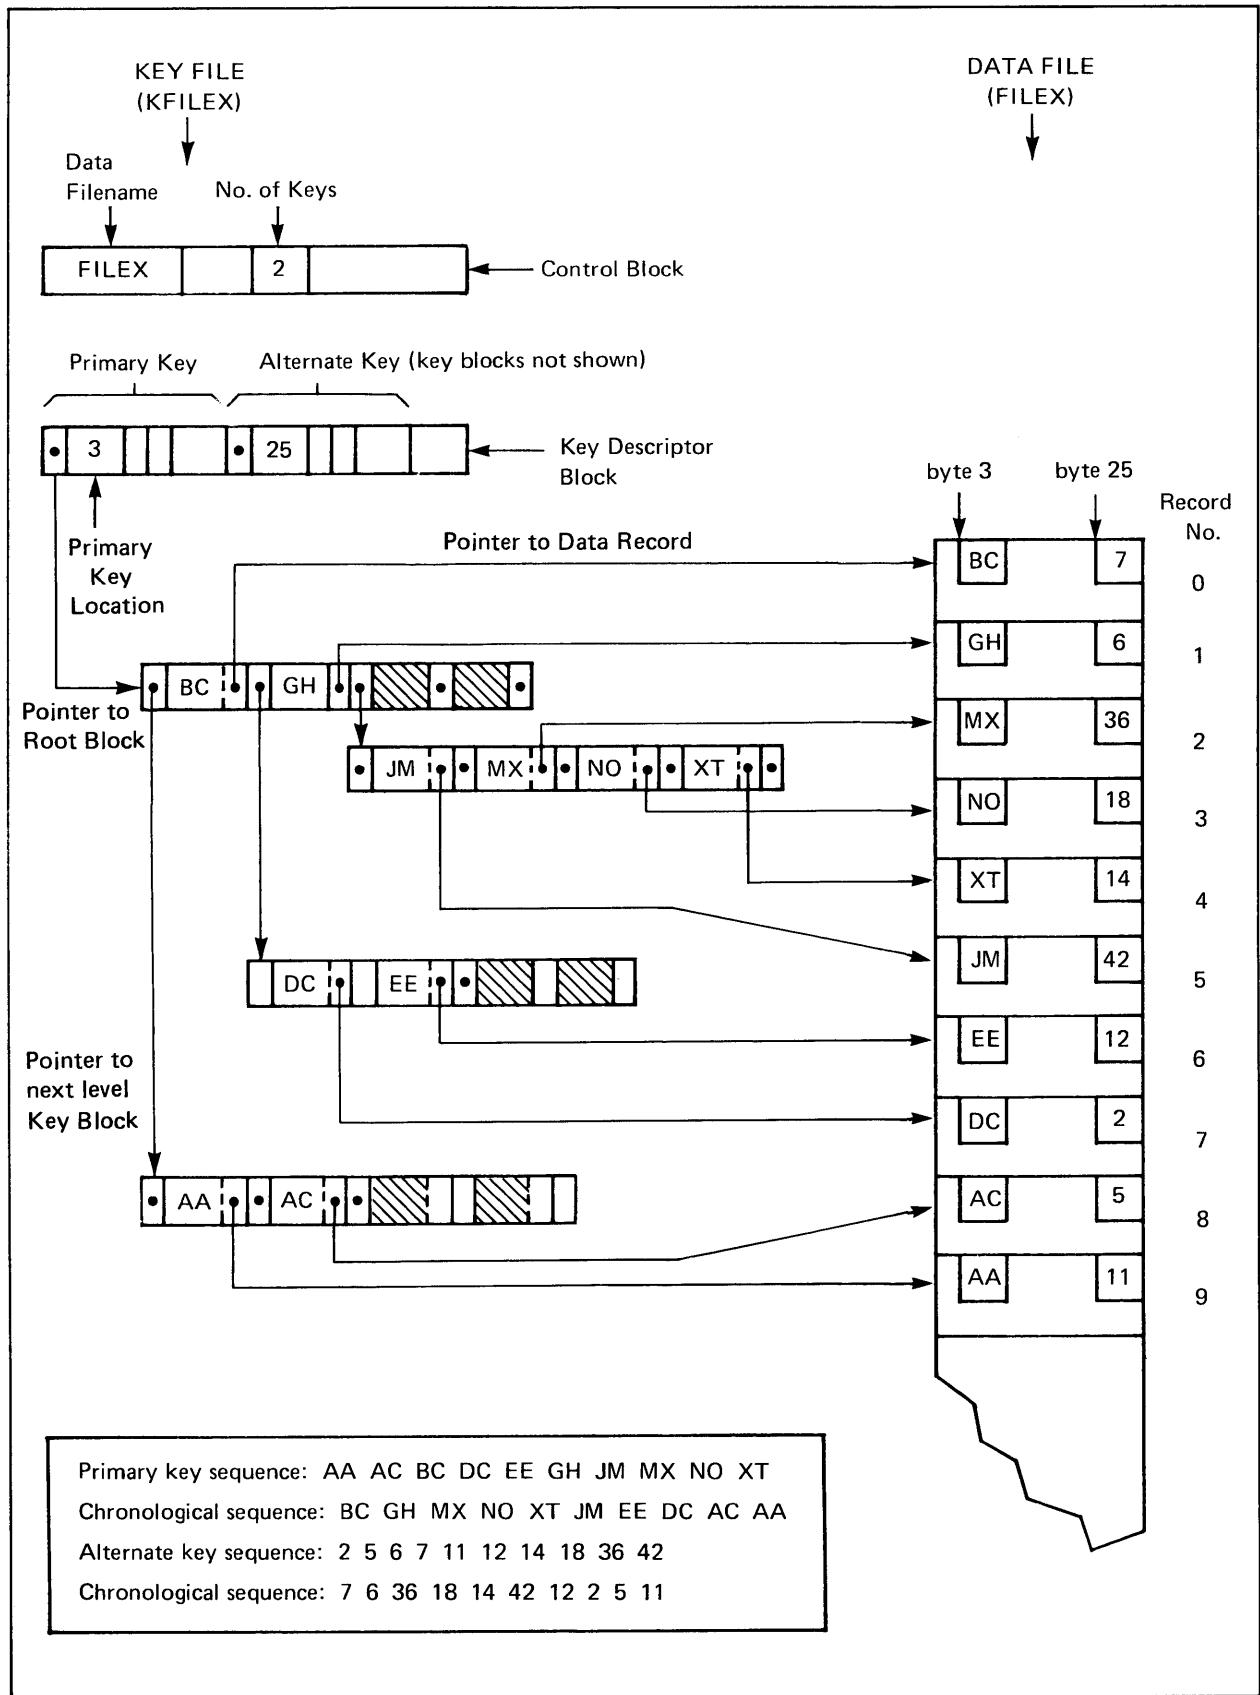 KEY FILE
(KFILEX)
DATA FILE
(FILEX)
Data
Filename
No. of Keys
FILEX 2
Control Block
Primary Key
Alternate Key (key blocks not shown)
3 25
Key Descriptor
Block
Primary
Key
Location
byte 3
byte 25
Record
No.
Pointer to Data Record
BC 7 0
GH 6 1
BC GH
Pointer to
Root Block
MX 36 2
JM MX NO XT
NO 18 3
XT 14 4
JM 42 5
DC EE
EE 12 6
Pointer to
next level
Key Block
DC 2 7
AA AC
AC 5 8
AA 11 9
Primary key sequence: AA AC BC DC EE GH JM MX NO XT
Chronological sequence: BC GH MX NO XT JM EE DC AC AA
Alternate key sequence: 2 5 6 7 11 12 14 18 36 42
Chronological sequence: 7 6 36 18 14 42 12 2 5 11